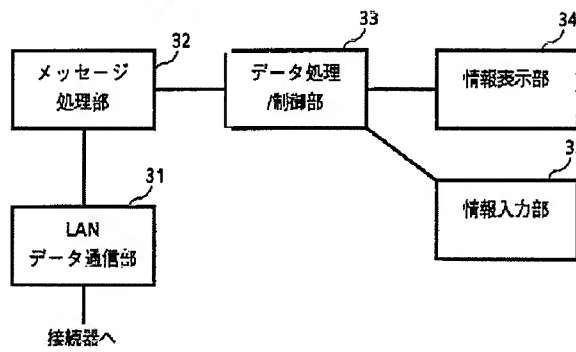 32
33
34
メッセージ
処理部
データ処理
/制御部
情報表示部
31
LAN
データ通信部
情報入力部
接続器へ